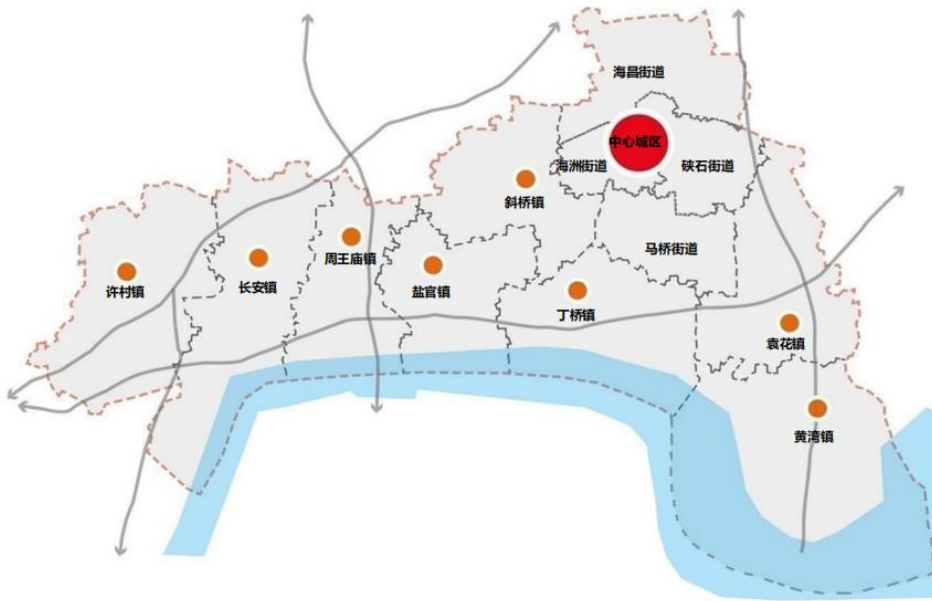 海昌街道
中心城区
海洲街道
硖石街道
斜桥镇
马桥街道
周王庙镇
许村镇
长安镇
盐官镇
丁桥镇
袁花镇
黄湾镇